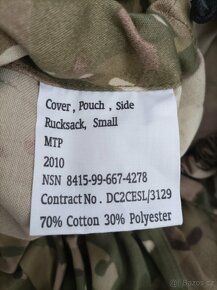 Cover, Pouch, Side
Rucksack, Small
MTP
2010
NSN 8415-99-667-4278
Contract No. DC2CESL/3129
70% Cotton 30% Polyester